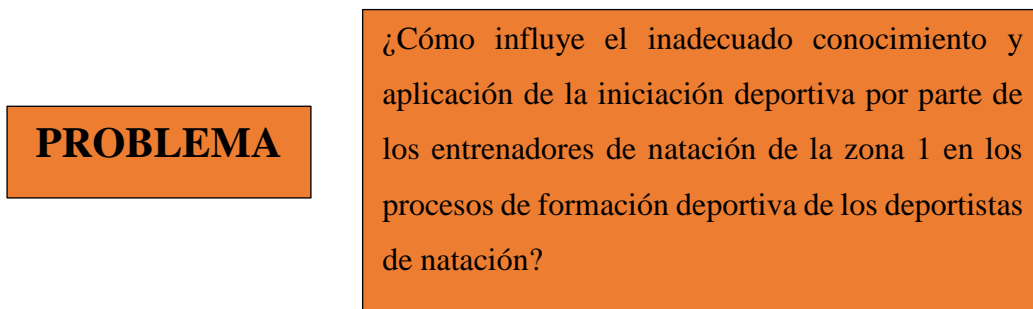 PROBLEMA
¿Cómo influye el inadecuado conocimiento y
aplicación de la iniciación deportiva por parte de
los entrenadores de natación de la zona 1 en los
procesos de formación deportiva de los deportistas
de natación?